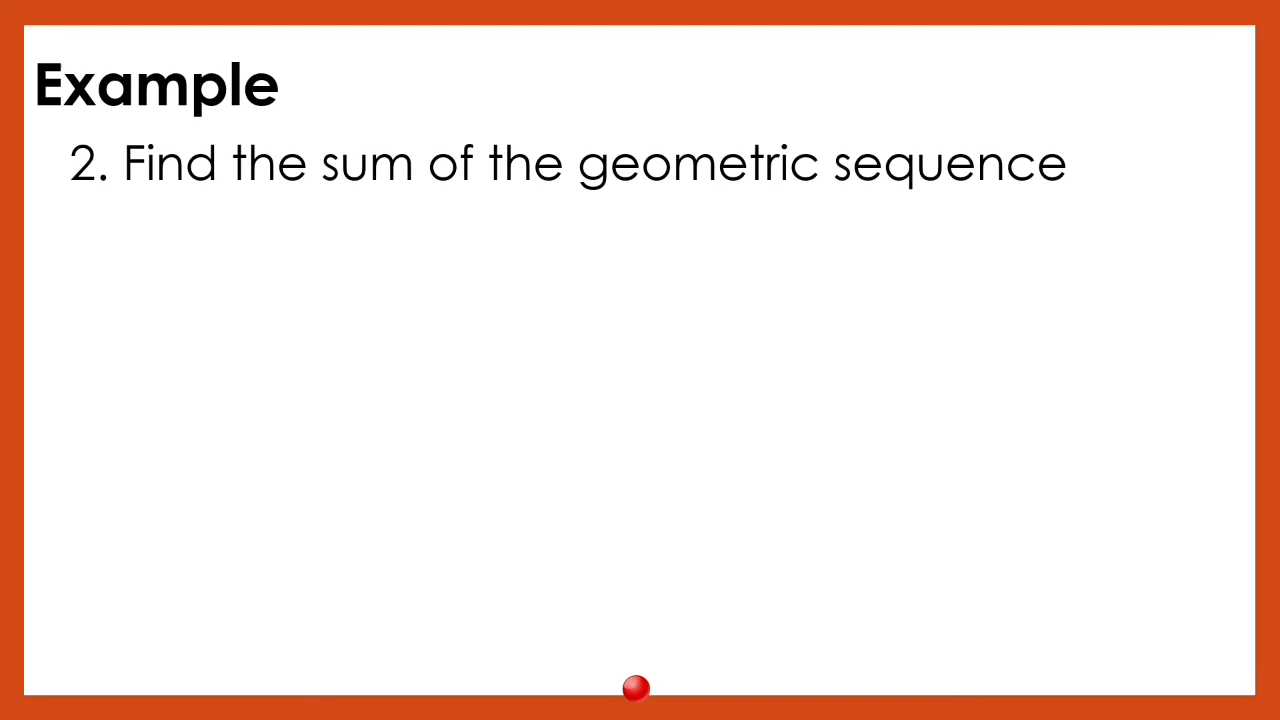 Example
2. Find the sum of the geometric sequence